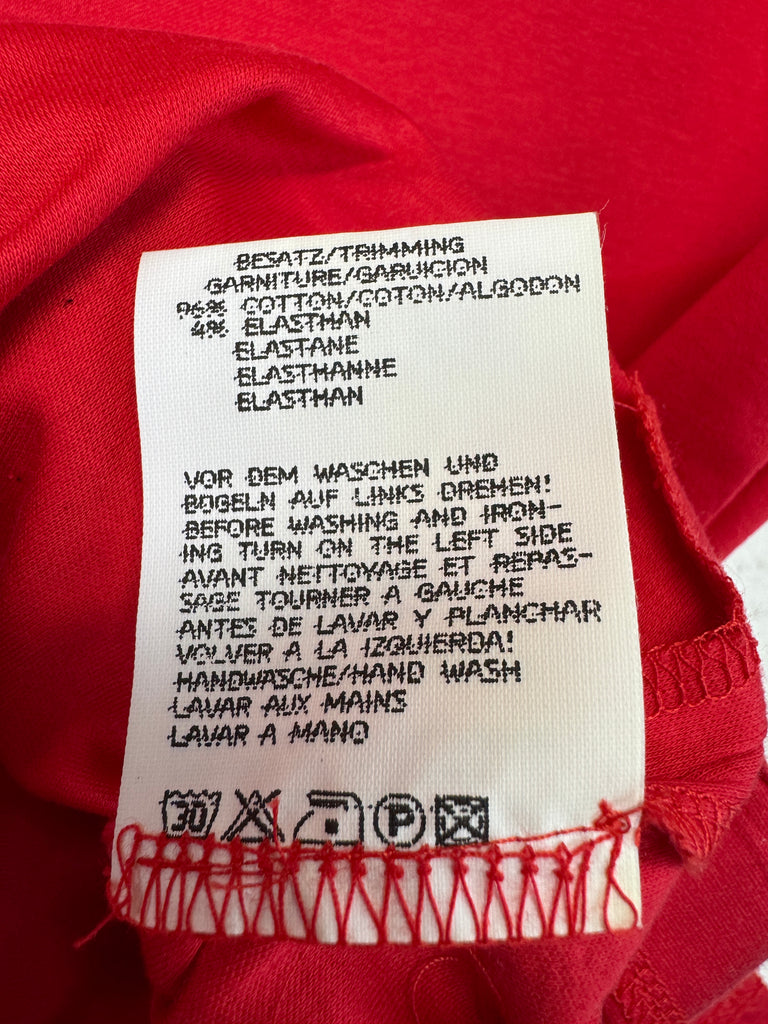 BESATZ/TRIMMING
GARNITURE/GARUICION
96% COTTON/COTON/ALGODON
4% ELASTHAN
ELASTANE
ELASTHANNE
ELASTHAN
VOR DEM WASCHEN UND
BÜGELN AUF LINKS DREHEN!
BEFORE WASHING AND IRON-
ING TURN ON THE LEFT SIDE
AVANT NETTOYAGE ET REPAS-
SAGE TOURNER A GAUCHE
ANTES DE LAVAR Y PLANCHAR
VOLVER A LA IZQUIERDA!
HANDWASCHE/HAND WASH
LAVAR AUX MAINS
LAVAR A MANO
30 P